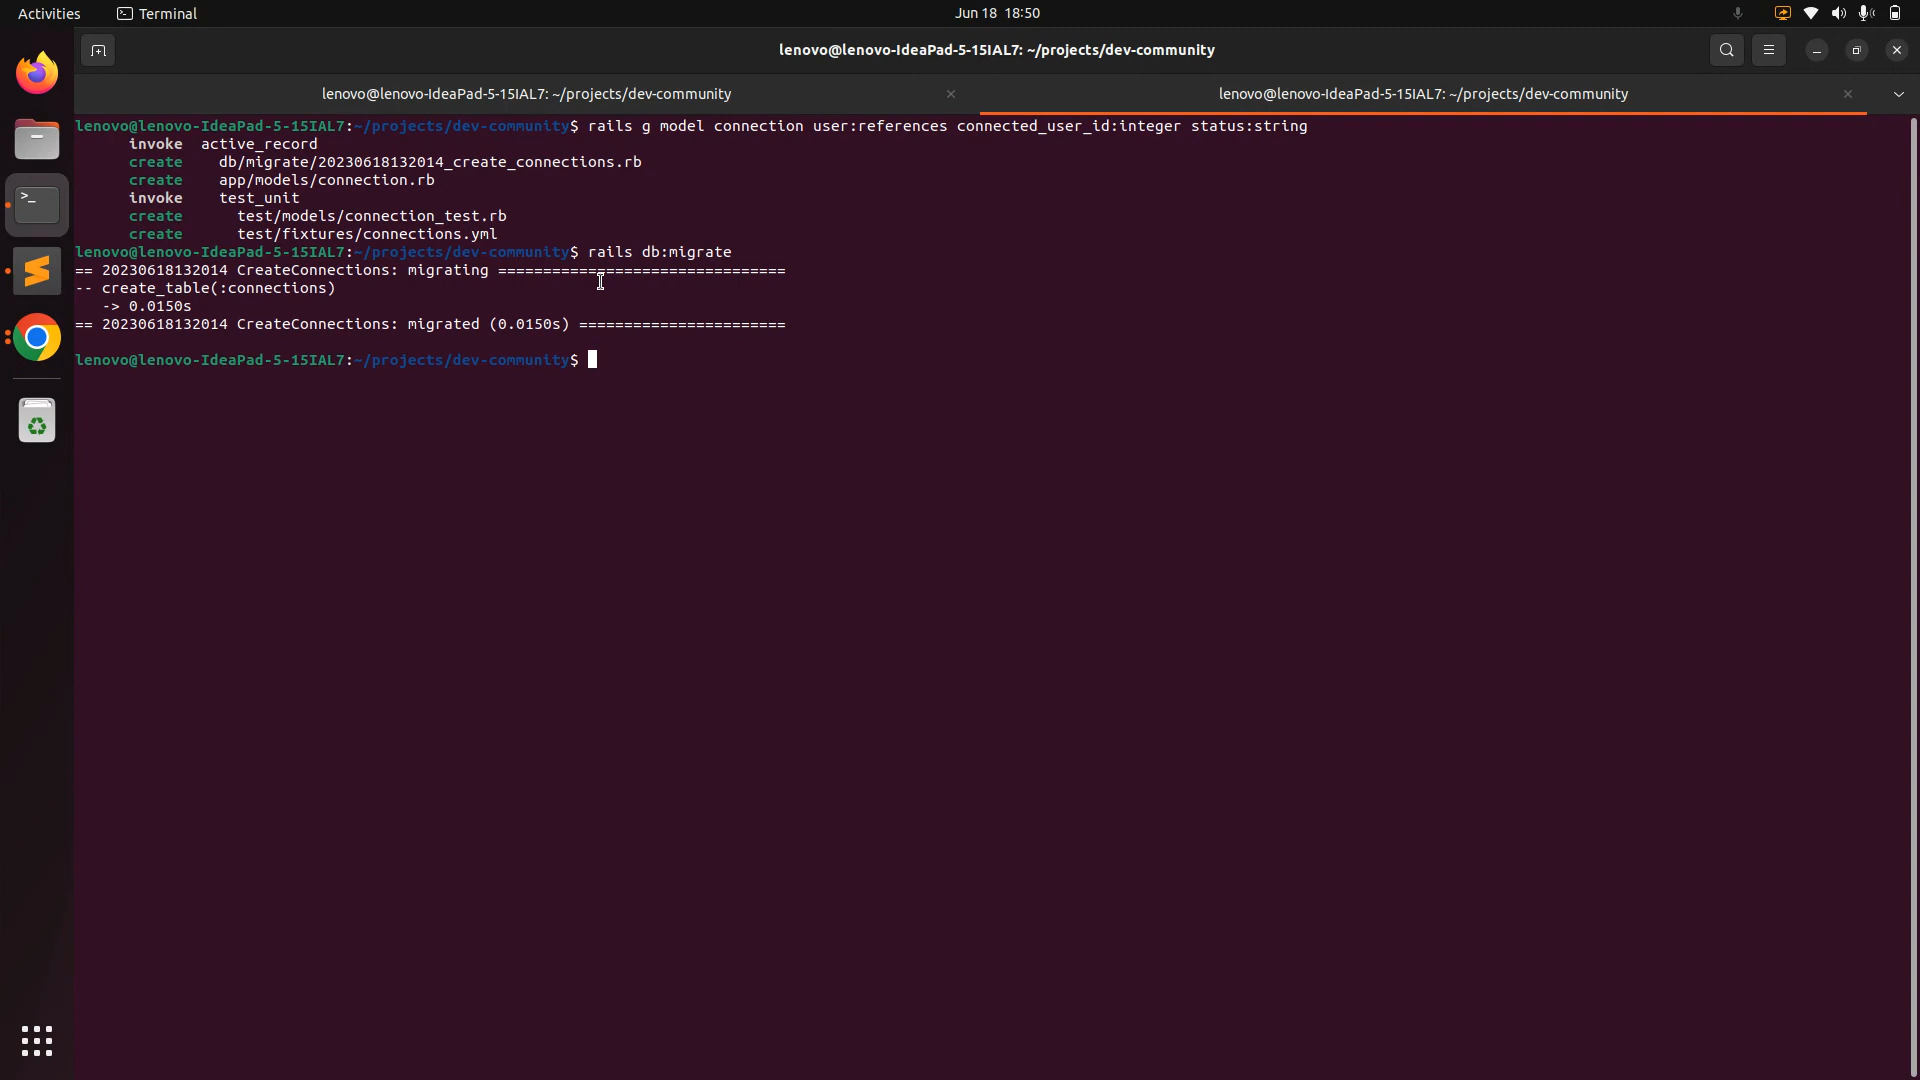 Activities
Terminal
Jun 18 18:50
lenovo@lenovo-IdeaPad-5-15IAL7: ~/projects/dev-community
lenovo@lenovo-IdeaPad-5-15IAL7: ~/projects/dev-community
lenovo@lenovo-IdeaPad-5-15IAL7: ~/projects/dev-community
lenovo@lenovo-IdeaPad-5-15IAL7:~/projects/dev-community$ rails g model connection user:references connected_user_id:integer status:string
invoke active_record
create db/migrate/20230618132014_create_connections.rb
create app/models/connection.rb
invoke test_unit
create test/models/connection_test.rb
create test/fixtures/connections.yml
lenovo@lenovo-IdeaPad-5-15IAL7:~/projects/dev-community$ rails db:migrate
== 20230618132014 CreateConnections: migrating ================================
-- create_table(:connections)
-> 0.0150s
== 20230618132014 CreateConnections: migrated (0.0150s) =======================
lenovo@lenovo-IdeaPad-5-15IAL7:~/projects/dev-community$